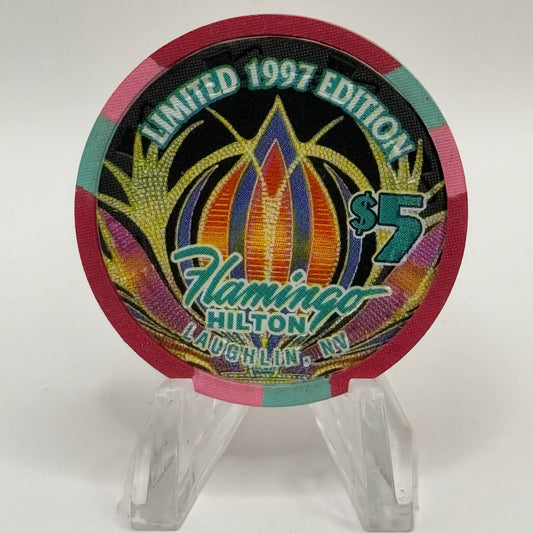 LIMITED 1997 EDITION
$5
Flamingo
HILTON
LAUGHLIN, NV